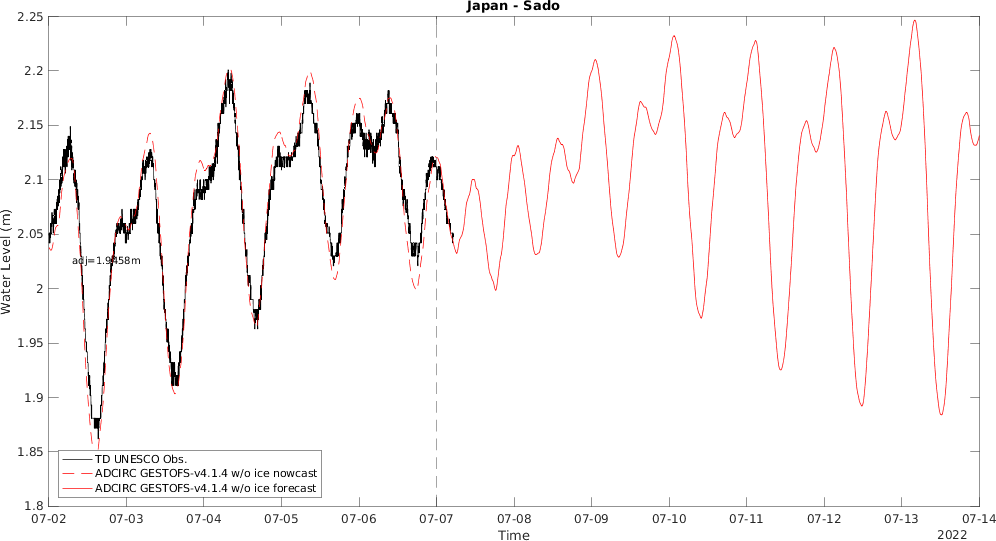 Japan - Sado
2.25
2.2
2.15
2.1
2.05
2
1.95
1.9
1.85
1.8
Water Level (m)
adj=1.9458m
TD UNESCO Obs.
ADCIRC GESTOFS-v4.1.4 w/o ice nowcast
ADCIRC GESTOFS-v4.1.4 w/o ice forecast
07-02 07-03 07-04 07-05 07-06 07-07 07-08 07-09 07-10 07-11 07-12 07-13 07-14
Time
2022